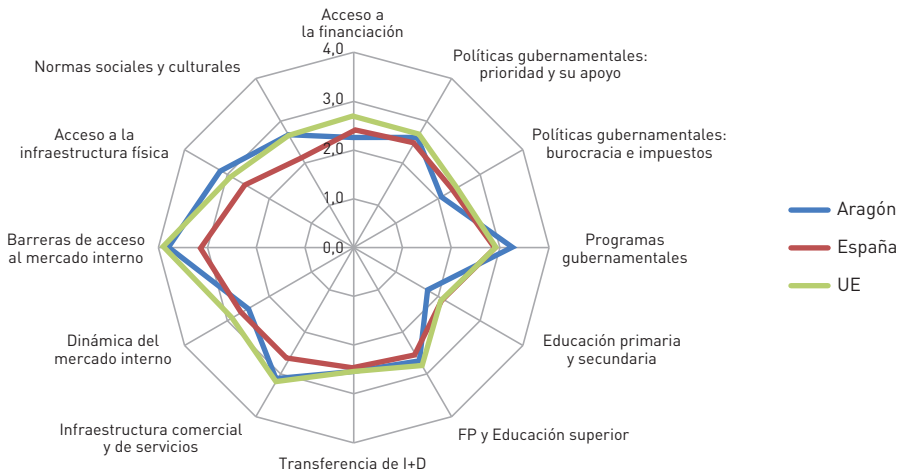 Acceso a
la financiación
Políticas gubernamentales:
prioridad y su apoyo
Políticas gubernamentales:
burocracia e impuestos
Programas
gubernamentales
Educación primaria
y secundaria
FP y Educación superior
Transferencia de I+D
Infraestructura comercial
y de servicios
Dinámica del
mercado interno
Barreras de acceso
al mercado interno
Acceso a la
infraestructura física
Normas sociales y culturales
4,0
3,0
2,0
1,0
0,0
Aragón
España
UE